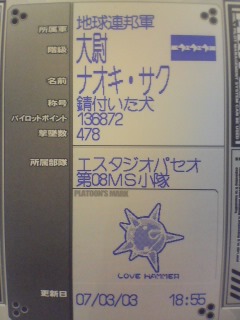 所属軍 地球連邦軍
階級 大尉
名前 ナオキ・サク
称号 錆付いた犬
パイロットポイント 136872
撃墜数 478
所属部隊 エスタジオパセオ
第08MS小隊
PLATOON'S MARK
LOVE HAMMER
更新日 07/03/03 18:55